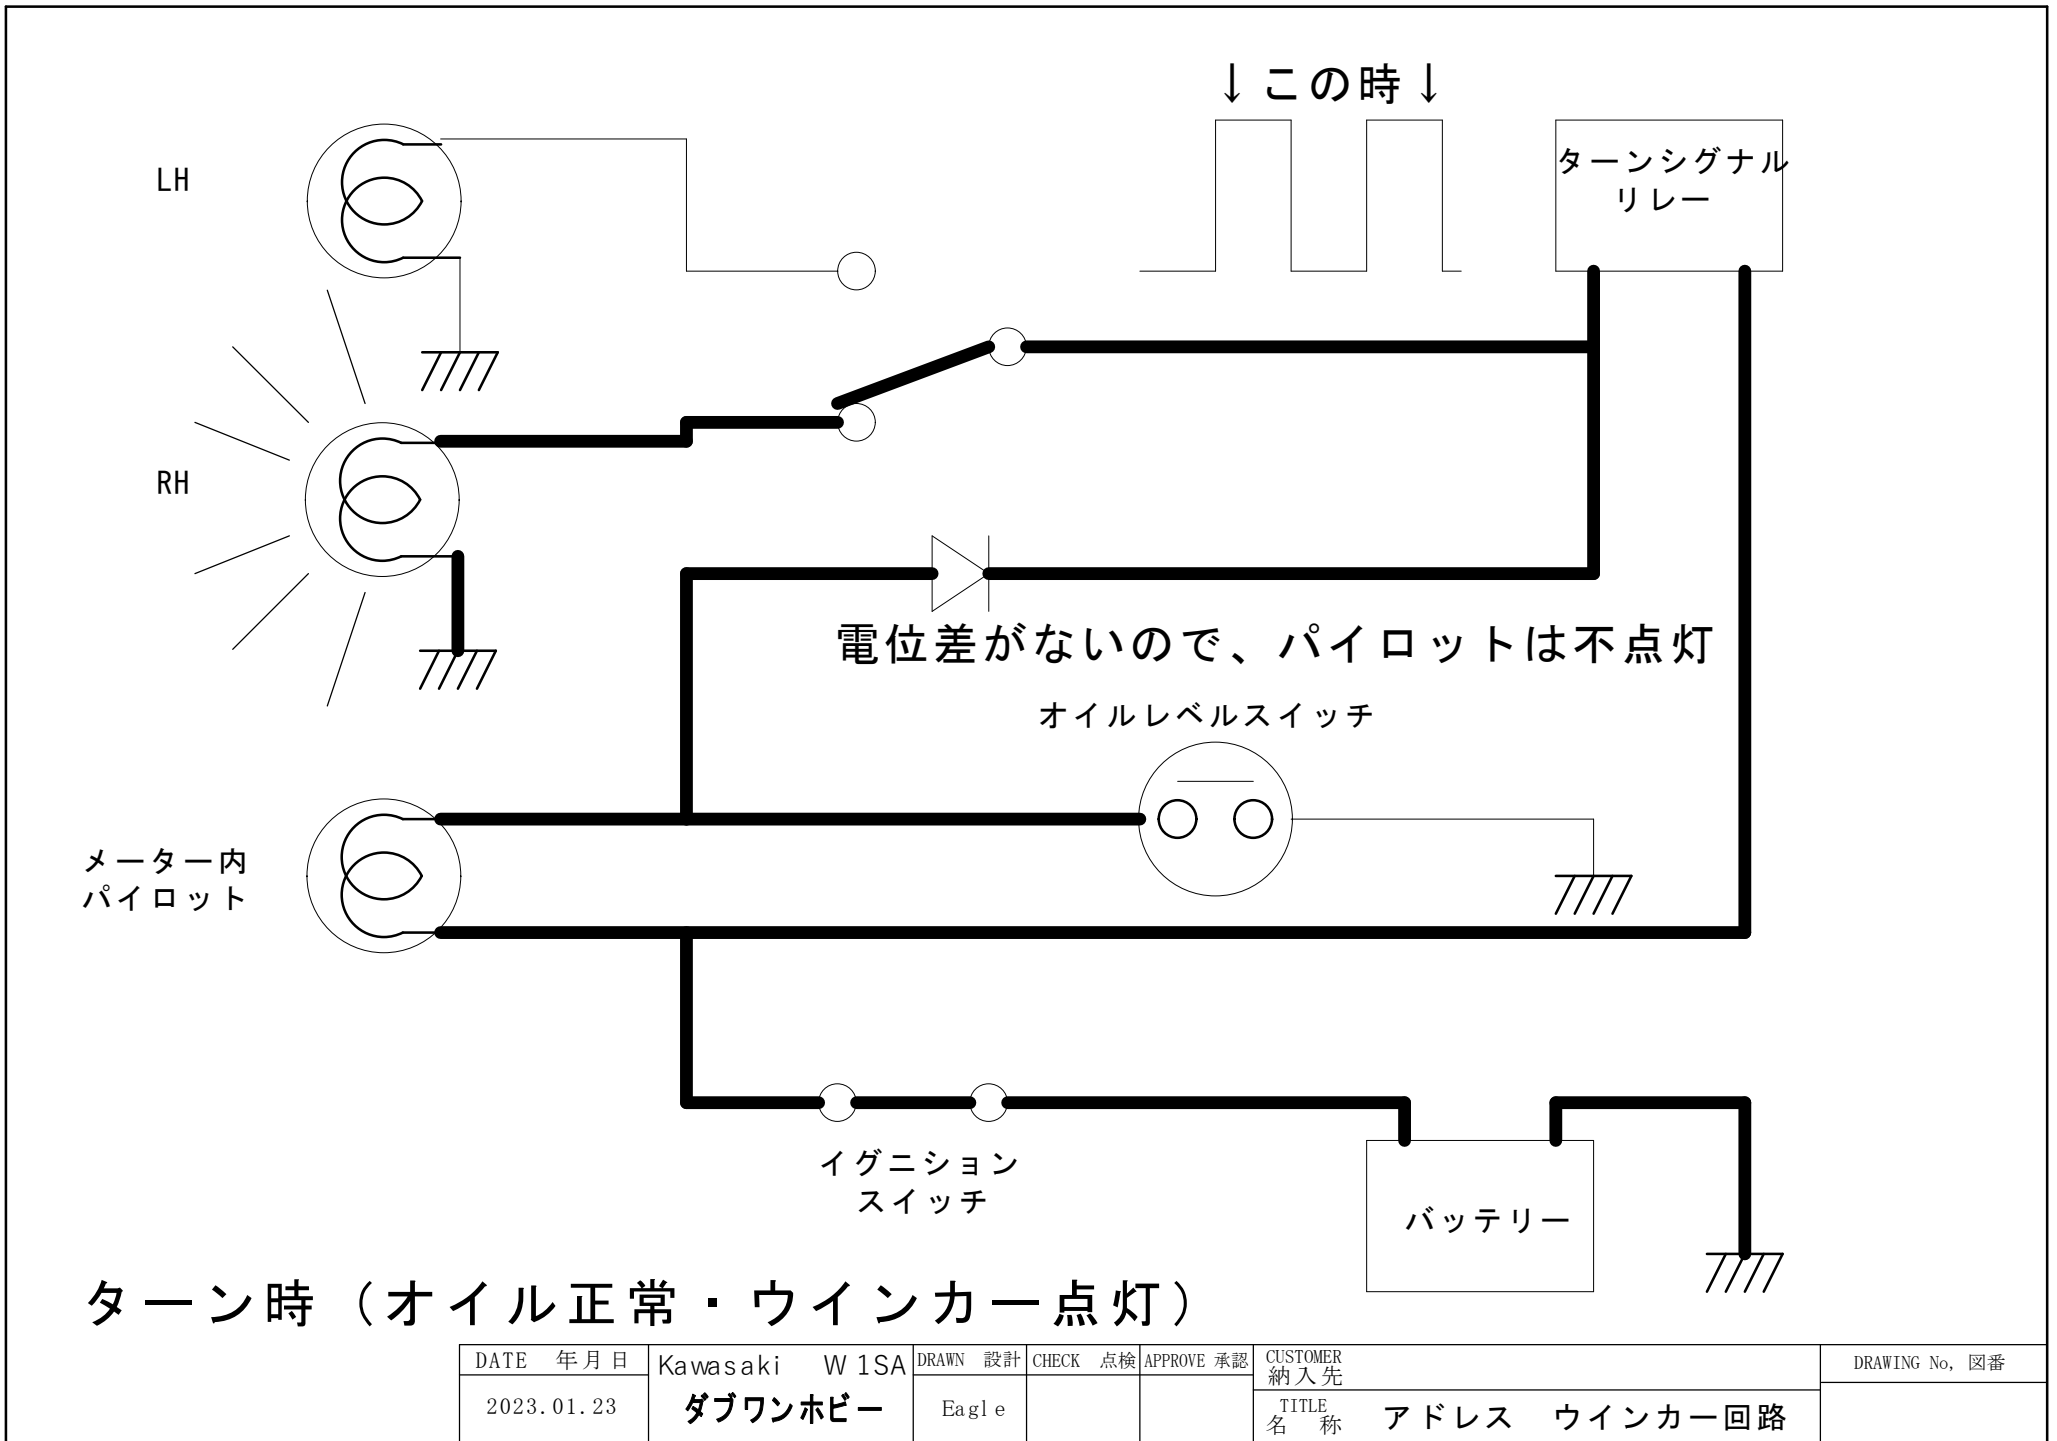 ↓この時↓
ターンシグナル
リレー
LH
RH
電位差がないので、パイロットは不点灯
オイルレベルスイッチ
メーター内
パイロット
イグニション
スイッチ
バッテリー
ターン時（オイル正常・ウインカー点灯）
DATE 年月日
2023.01.23
Kawasaki W1SA
ダブワンホビー
DRAWN 設計
Eagle
CHECK 点検
APPROVE 承認
CUSTOMER
納入先
TITLE
名 称
アドレス ウインカー回路
DRAWING No, 図番